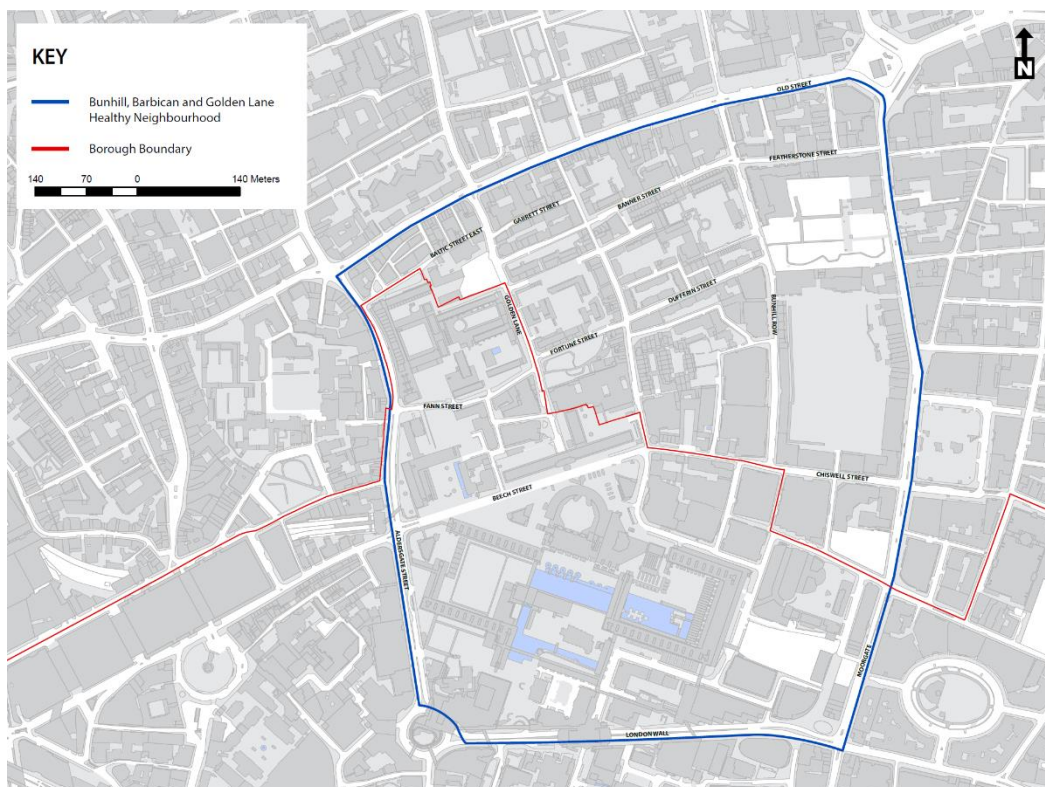 KEY
Bunhill, Barbican and Golden Lane
Healthy Neighbourhood
Borough Boundary
140 70 0 140 Meters
N
OLD STREET
FEATHERSTONE STREET
BANNER STREET
GARRETT STREET
BALTIC STREET EAST
DUFFERIN STREET
BUNHILL ROW
GOLDEN LANE
FORTUNE STREET
FANN STREET
CHISWELL STREET
BEECH STREET
ALDERSGATE STREET
MOORGATE
LONDON WALL